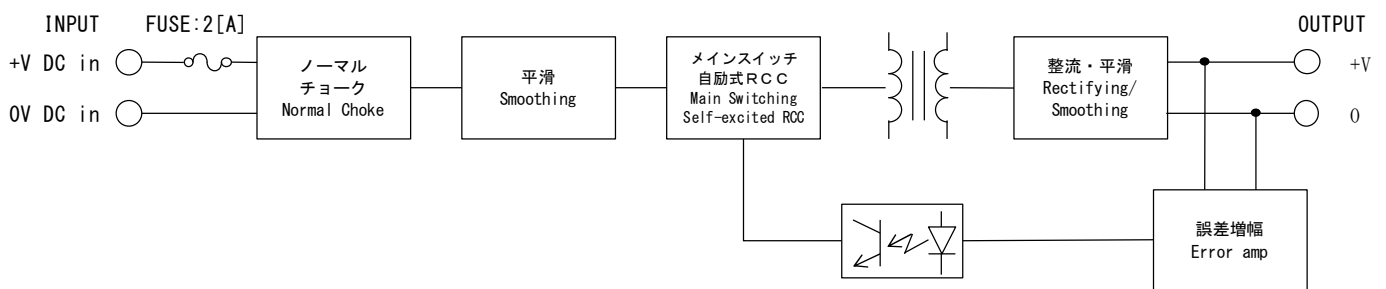 INPUT
FUSE:2[A]
OUTPUT
+V DC in
0V DC in
ノーマル
チョーク
Normal Choke
平滑
Smoothing
メインスイッチ
自励式RCC
Main Switching
Self-excited RCC
整流・平滑
Rectifying/
Smoothing
+V
0
誤差増幅
Error amp